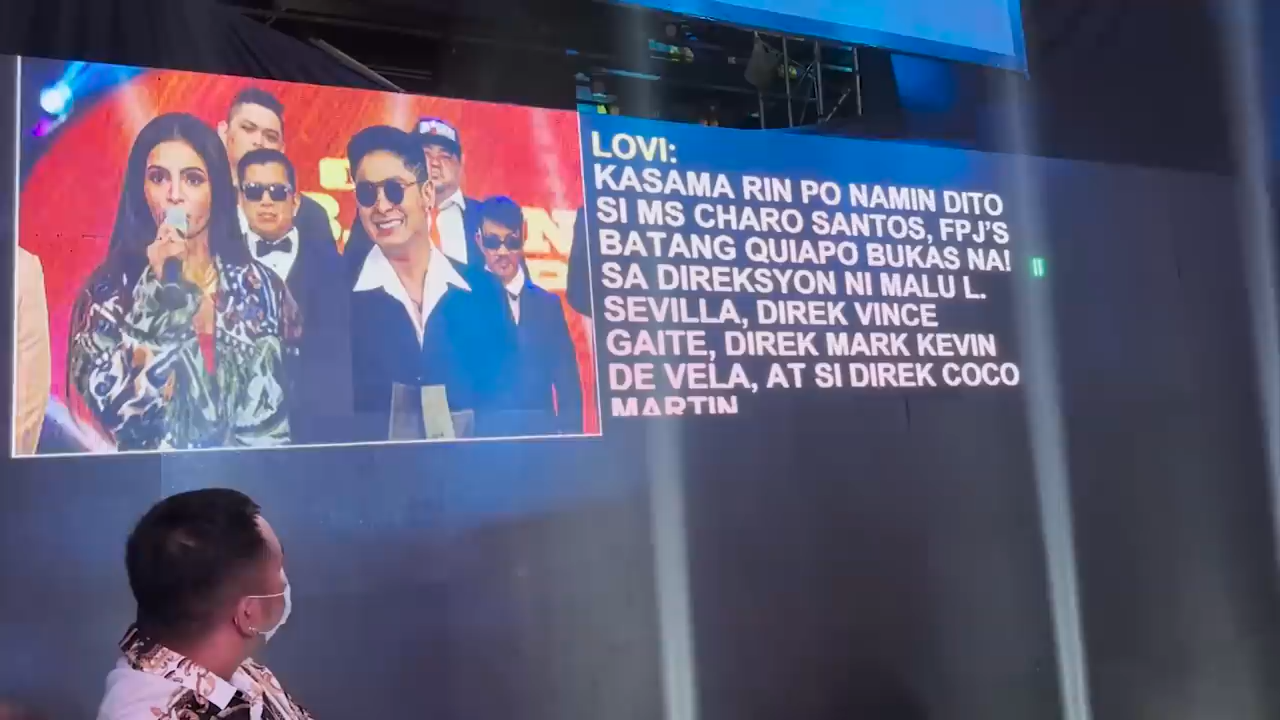 LOVI:
KASAMA RIN PO NAMIN DITO
SI MS CHARO SANTOS, FPJ'S
BATANG QUIAPO BUKAS NA!
SA DIREKSYON NI MALU L.
SEVILLA, DIREK VINCE
GAITE, DIREK MARK KEVIN
DE VELA, AT SI DIREK COCO
MARTIN